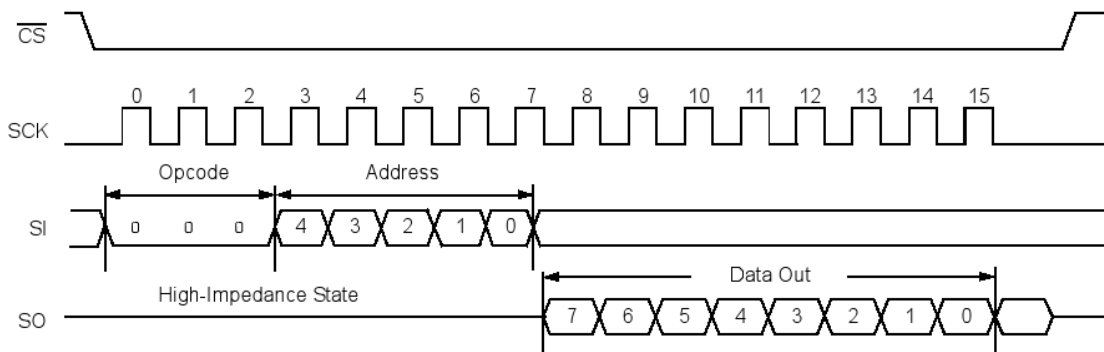 CS
0 1 2 3 4 5 6 7 8 9 10 11 12 13 14 15
SCK
Opcode Address
SI 0 0 0 4 3 2 1 0
Data Out
High-Impedance State
SO 7 6 5 4 3 2 1 0